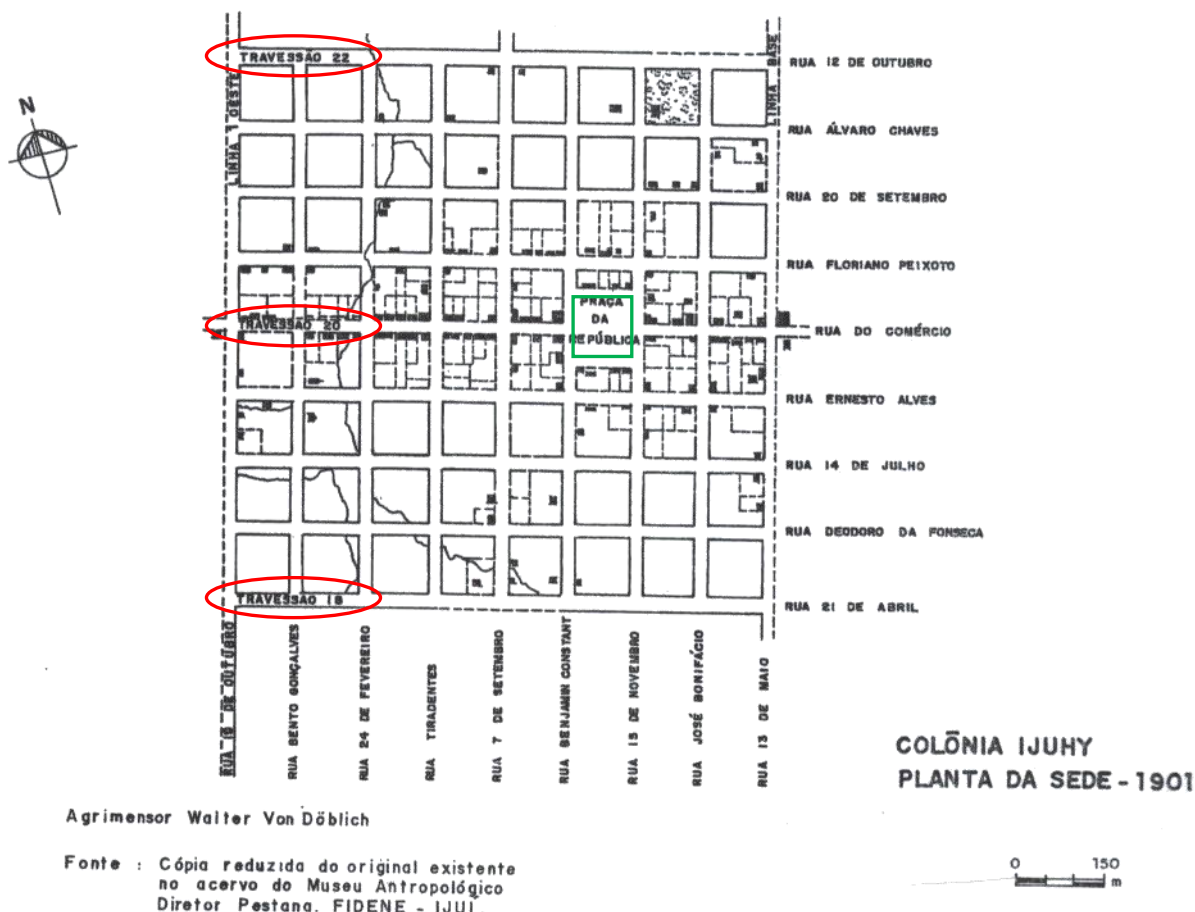 TRAVESSÃO 22
LINHA 1 OESTE
LINHA BASE
RUA 12 DE OUTUBRO
N
RUA ÁLVARO CHAVES
RUA 20 DE SETEMBRO
RUA FLORIANO PEIXOTO
PRAÇA
DA
REPÚBLICA
TRAVESSÃO 20
RUA DO COMÉRCIO
RUA ERNESTO ALVES
RUA 14 DE JULHO
RUA DEODORO DA FONSECA
TRAVESSÃO 18
RUA 21 DE ABRIL
RUA 19 DE OUTUBRO
RUA BENTO GONÇALVES
RUA 24 DE FEVEREIRO
RUA TIRADENTES
RUA 7 DE SETEMBRO
RUA BENJAMIN CONSTANT
RUA 15 DE NOVEMBRO
RUA JOSÉ BONIFÁCIO
RUA 13 DE MAIO
COLÔNIA IJUHY
PLANTA DA SEDE - 1901
Agrimensor Walter Von Döblich
Fonte : Cópia reduzida do original existente
no acervo do Museu Antropológico
Diretor Pestana. FIDENE - IJUÍ.
0 150
m